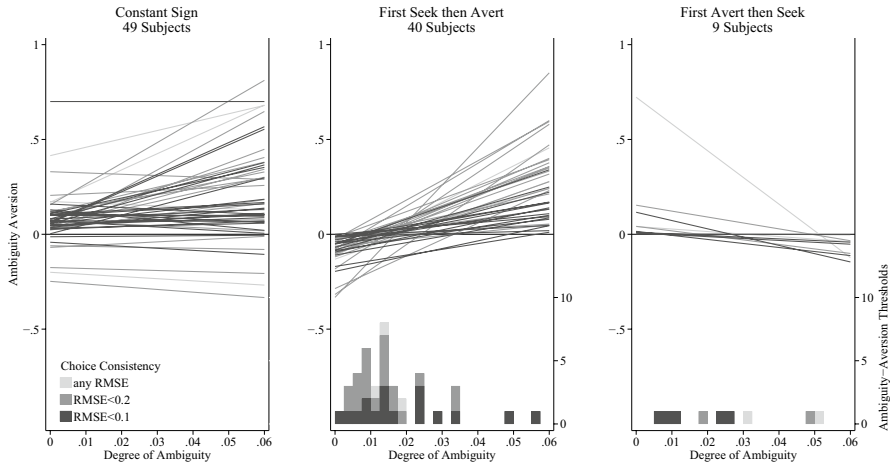 Constant Sign
49 Subjects
First Seek then Avert
40 Subjects
First Avert then Seek
9 Subjects
Ambiguity Aversion
1
.5
0
−.5
Choice Consistency
any RMSE
RMSE<0.2
RMSE<0.1
0 .01 .02 .03 .04 .05 .06
Degree of Ambiguity
1
.5
0
−.5
10
5
0
0 .01 .02 .03 .04 .05 .06
Degree of Ambiguity
1
.5
0
−.5
10
5
0
Ambiguity−Aversion Thresholds
0 .01 .02 .03 .04 .05 .06
Degree of Ambiguity